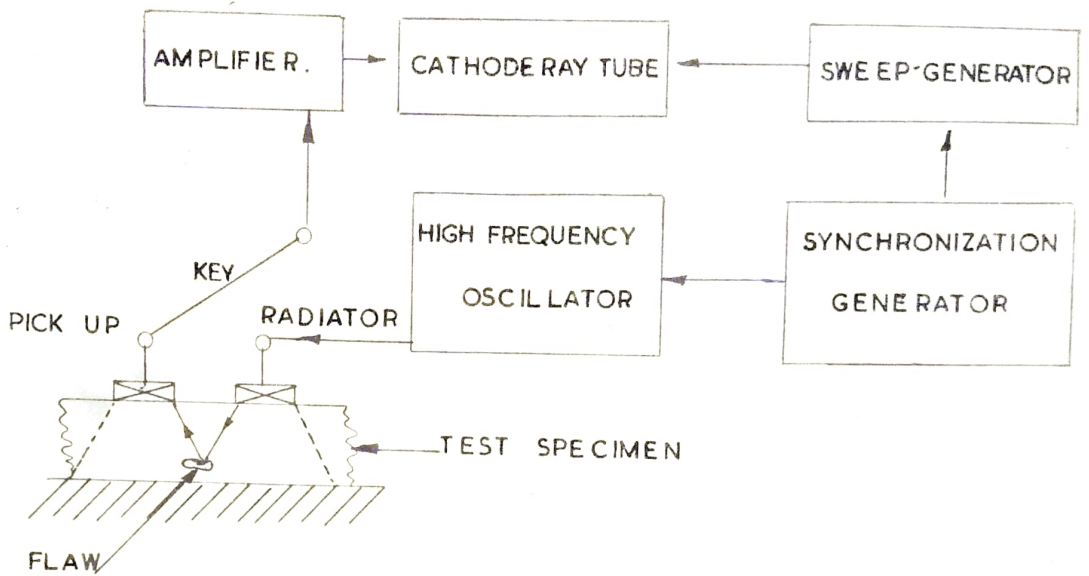 AMPLIFIER.
CATHODE RAY TUBE
SWEEP-GENERATOR
HIGH FREQUENCY
OSCILLATOR
SYNCHRONIZATION
GENERATOR
KEY
PICK UP
RADIATOR
TEST SPECIMEN
FLAW